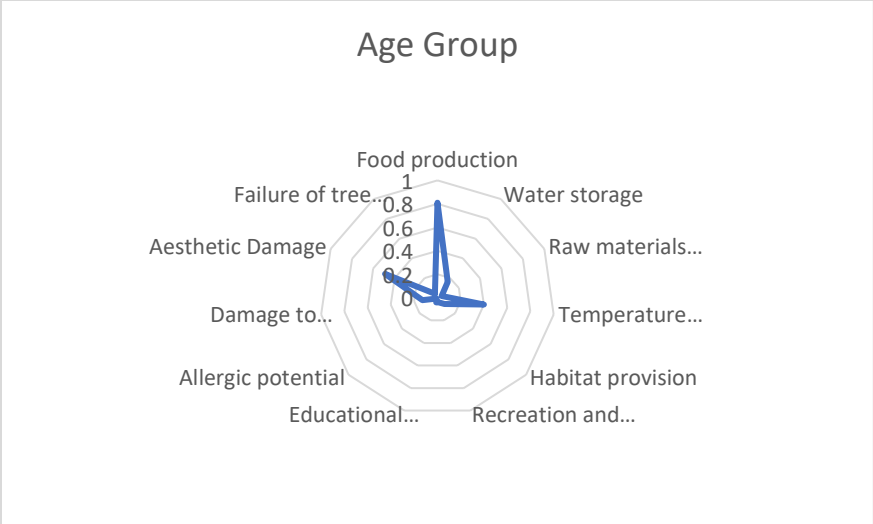 Age Group
Food production
Water storage
Raw materials...
Temperature...
Habitat provision
Recreation and...
Educational...
Allergic potential
Damage to...
Aesthetic Damage
Failure of tree...
1
0.8
0.6
0.4
0.2
0